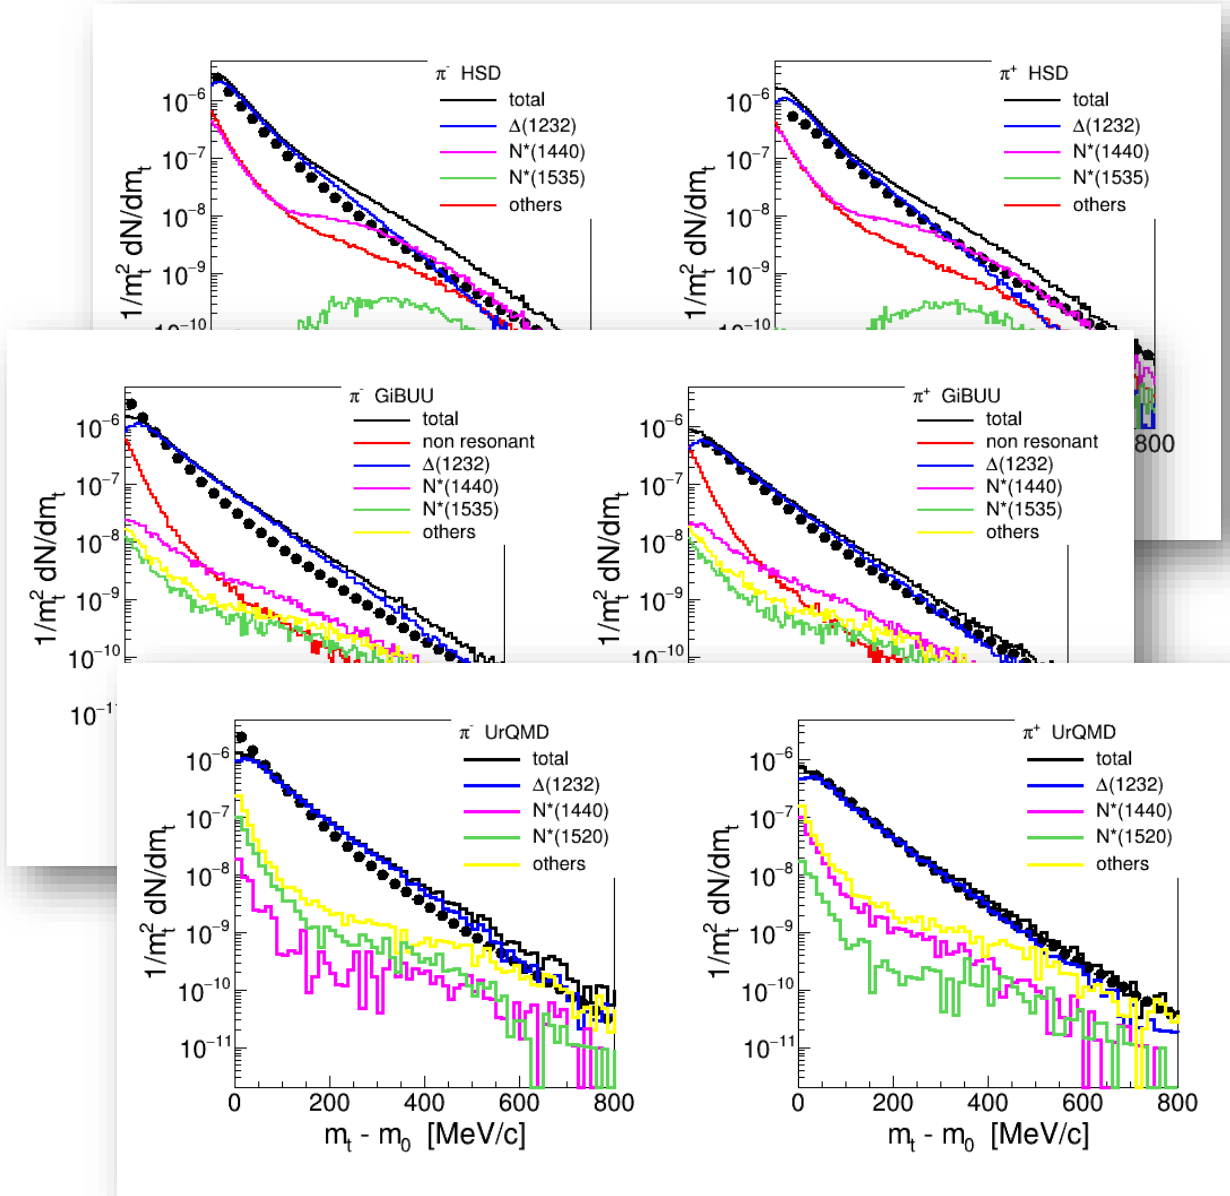 π⁻ HSD
total
Δ(1232)
N*(1440)
N*(1535)
others
10⁻⁶
10⁻⁷
10⁻⁸
10⁻⁹
10⁻¹⁰
1/m²ₜ dN/dmₜ
π⁺ HSD
total
Δ(1232)
N*(1440)
N*(1535)
others
10⁻⁶
10⁻⁷
10⁻⁸
10⁻⁹
10⁻¹⁰
1/m²ₜ dN/dmₜ
800
π⁻ GiBUU
total
non resonant
Δ(1232)
N*(1440)
N*(1535)
others
10⁻⁶
10⁻⁷
10⁻⁸
10⁻⁹
10⁻¹⁰
10⁻¹
1/m²ₜ dN/dmₜ
π⁺ GiBUU
total
non resonant
Δ(1232)
N*(1440)
N*(1535)
others
10⁻⁶
10⁻⁷
10⁻⁸
10⁻⁹
10⁻¹⁰
1/m²ₜ dN/dmₜ
π⁻ UrQMD
total
Δ(1232)
N*(1440)
N*(1520)
others
10⁻⁶
10⁻⁷
10⁻⁸
10⁻⁹
10⁻¹⁰
10⁻¹¹
1/m²ₜ dN/dmₜ
0 200 400 600 800
mₜ - m₀ [MeV/c]
π⁺ UrQMD
total
Δ(1232)
N*(1440)
N*(1520)
others
10⁻⁶
10⁻⁷
10⁻⁸
10⁻⁹
10⁻¹⁰
10⁻¹¹
1/m²ₜ dN/dmₜ
0 200 400 600 800
mₜ - m₀ [MeV/c]